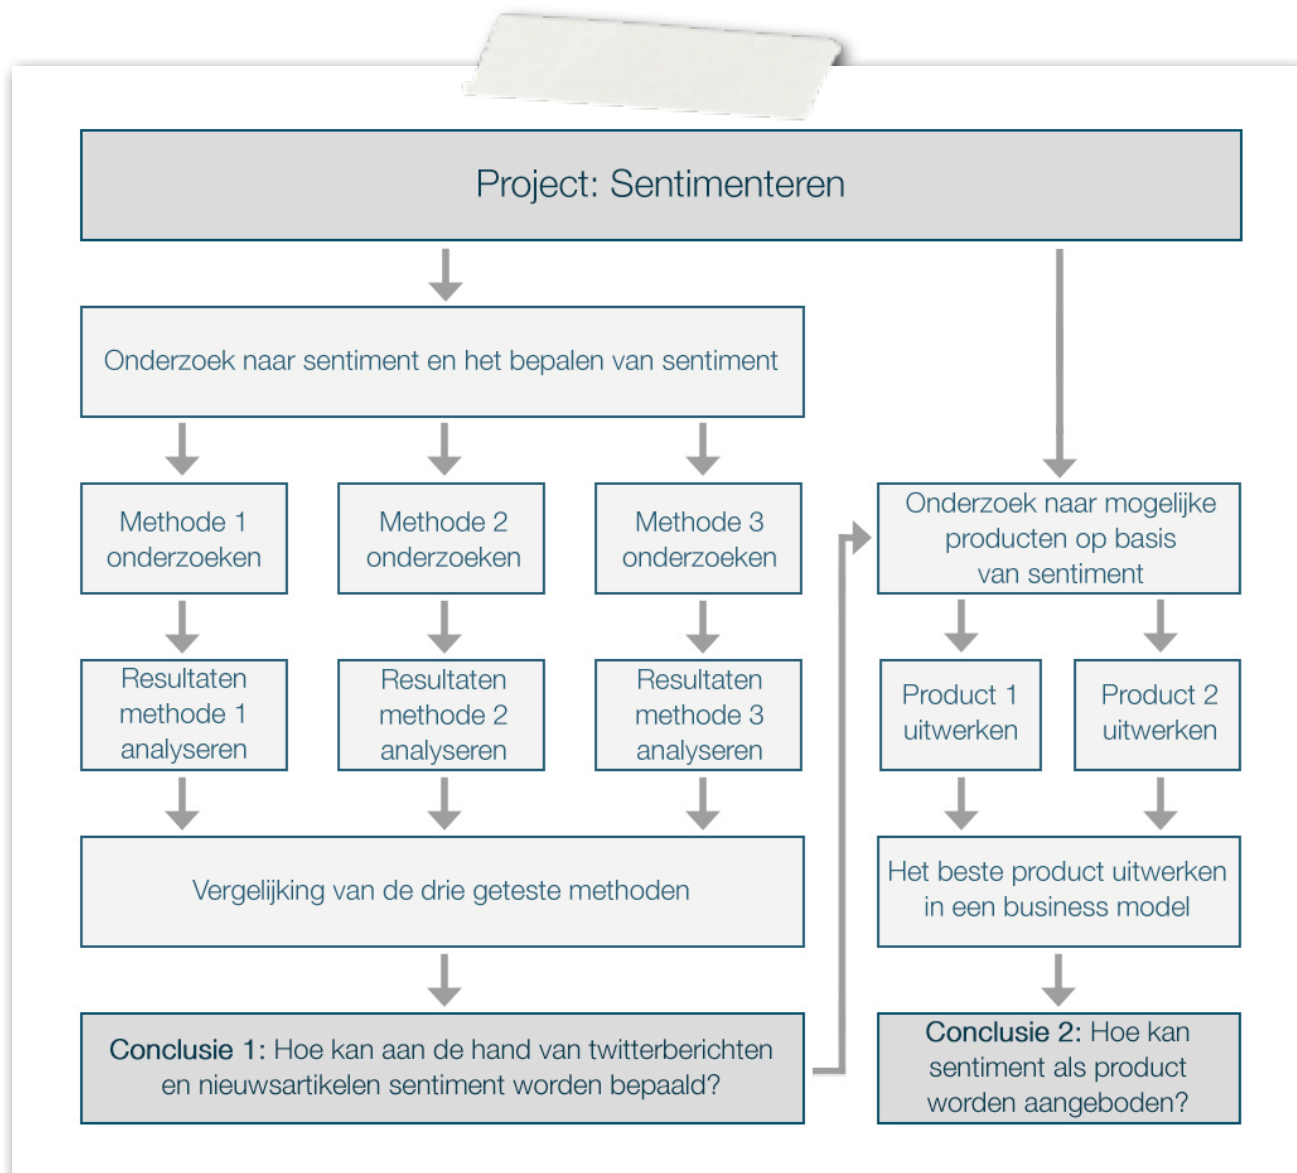 Project: Sentimenteren
Onderzoek naar sentiment en het bepalen van sentiment
Methode 1
onderzoeken
Methode 2
onderzoeken
Methode 3
onderzoeken
Resultaten
methode 1
analyseren
Resultaten
methode 2
analyseren
Resultaten
methode 3
analyseren
Vergelijking van de drie geteste methoden
Conclusie 1: Hoe kan aan de hand van twitterberichten
en nieuwsartikelen sentiment worden bepaald?
Onderzoek naar mogelijke
producten op basis
van sentiment
Product 1
uitwerken
Product 2
uitwerken
Het beste product uitwerken
in een business model
Conclusie 2: Hoe kan
sentiment als product
worden aangeboden?